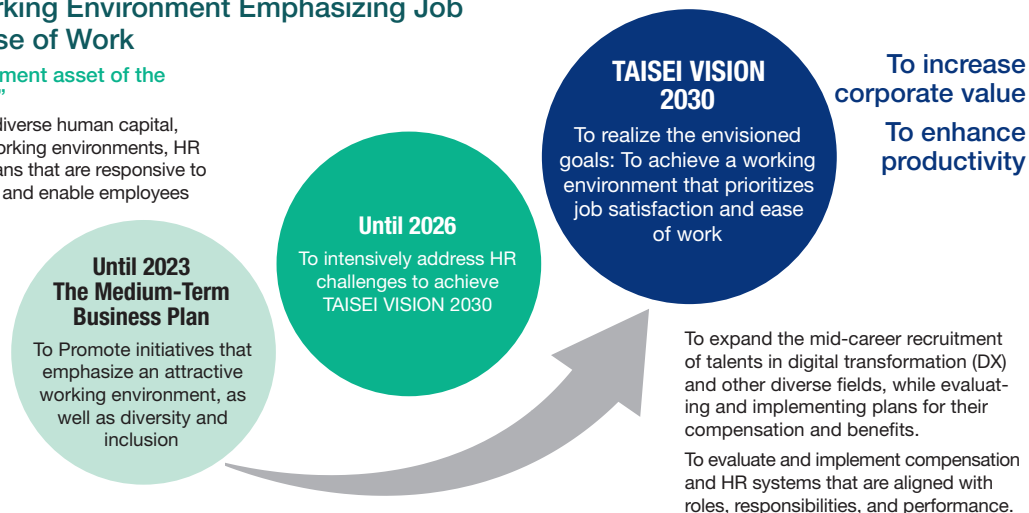 rking Environment Emphasizing Job
se of Work
ment asset of the
”
diverse human capital,
orking environments, HR
ans that are responsive to
and enable employees
Until 2023
The Medium-Term
Business Plan
To Promote initiatives that
emphasize an attractive
working environment, as
well as diversity and
inclusion
Until 2026
To intensively address HR
challenges to achieve
TAISEI VISION 2030
TAISEI VISION
2030
To realize the envisioned
goals: To achieve a working
environment that prioritizes
job satisfaction and ease
of work
To increase
corporate value
To enhance
productivity
To expand the mid-career recruitment
of talents in digital transformation (DX)
and other diverse fields, while evaluat-
ing and implementing plans for their
compensation and benefits.
To evaluate and implement compensation
and HR systems that are aligned with
roles, responsibilities, and performance.